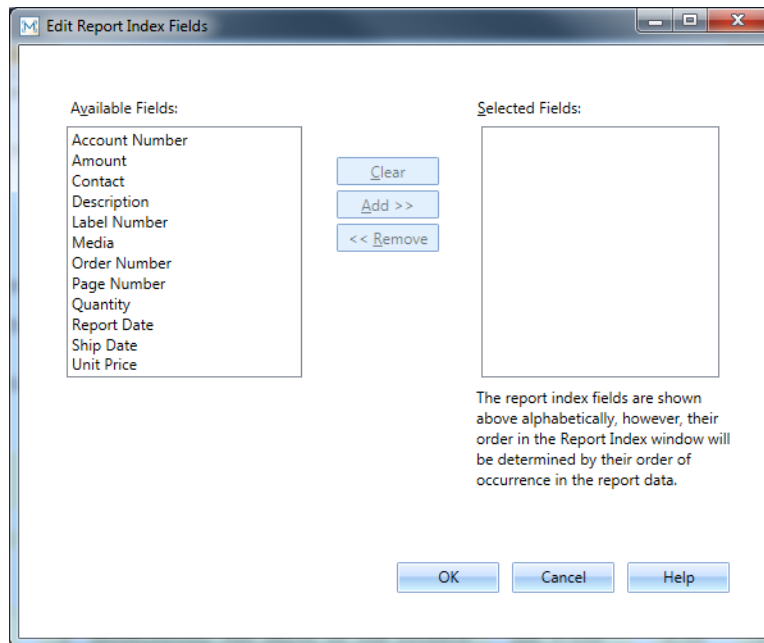 Edit Report Index Fields
Available Fields:
Account Number
Amount
Contact
Description
Label Number
Media
Order Number
Page Number
Quantity
Report Date
Ship Date
Unit Price
Clear
Add >>
<< Remove
Selected Fields:
The report index fields are shown
above alphabetically, however, their
order in the Report Index window will
be determined by their order of
occurrence in the report data.
OK
Cancel
Help